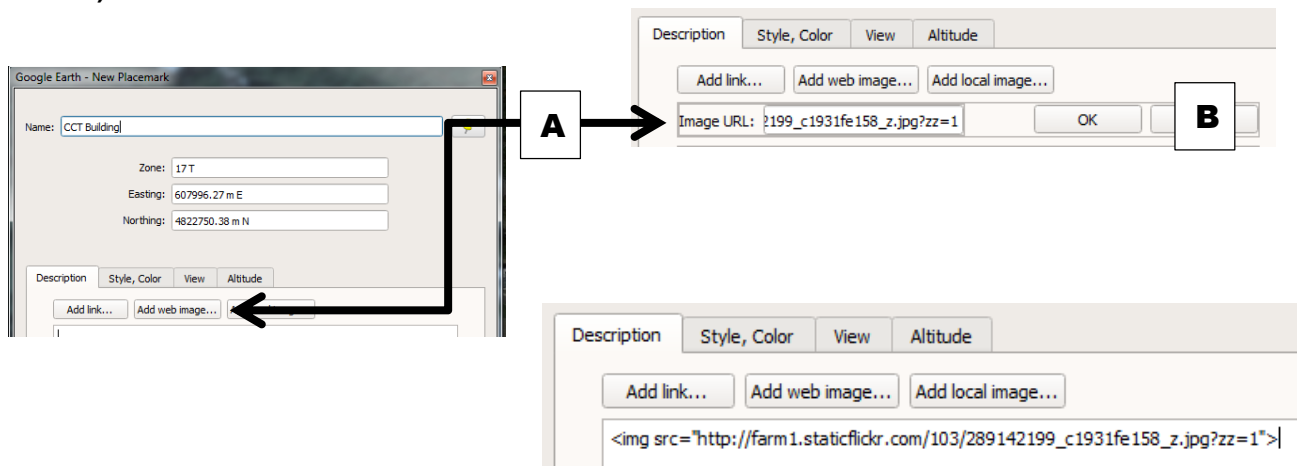 Google Earth - New Placemark
Name: CCT Building
Zone: 17 T
Easting: 607996.27 m E
Northing: 4822750.38 m N
Description Style, Color View Altitude
Add link... Add web image...
A
Description Style, Color View Altitude
Add link... Add web image... Add local image...
Image URL: 2199_c1931fe158_z.jpg?zz=1 OK
B
Description Style, Color View Altitude
Add link... Add web image... Add local image...
<img src="http://farm1.staticflickr.com/103/289142199_c1931fe158_z.jpg?zz=1">